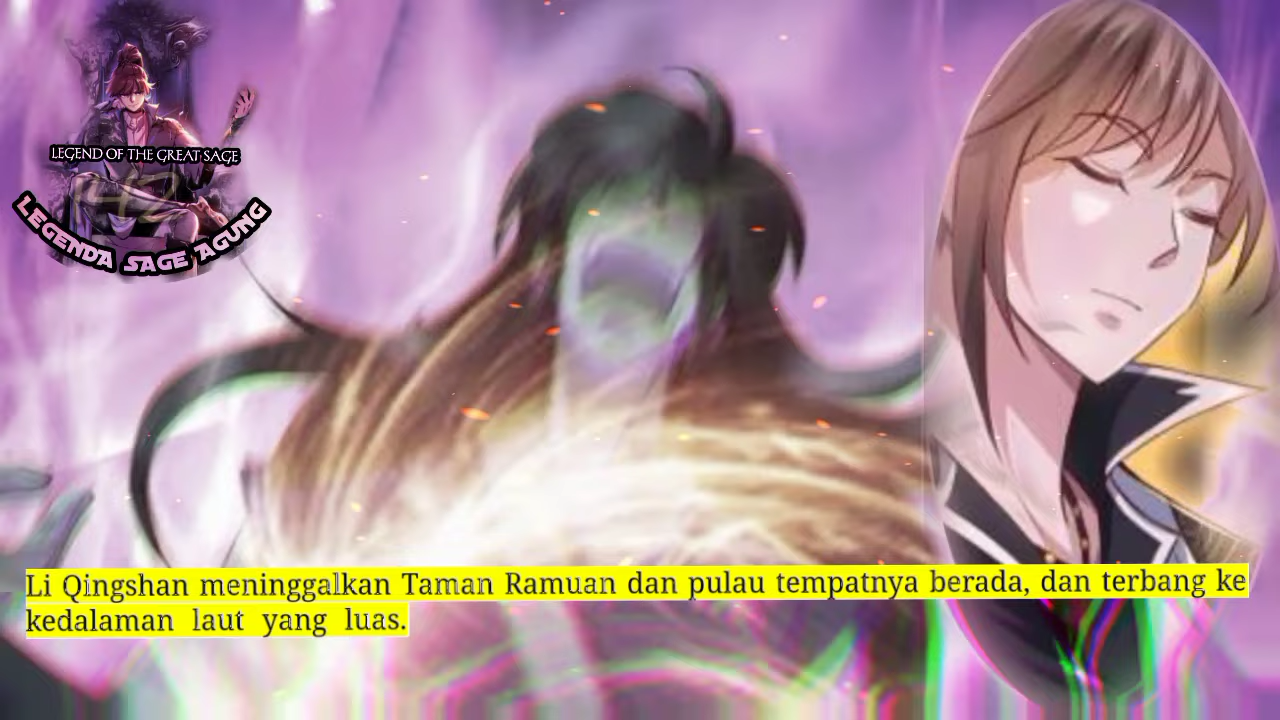 LEGEND OF THE GREAT SAGE
142
LEGENDA SAGE AGUNG
Li Qingshan meninggalkan Taman Ramuan dan pulau tempatnya berada, dan terbang ke
kedalaman laut yang luas.